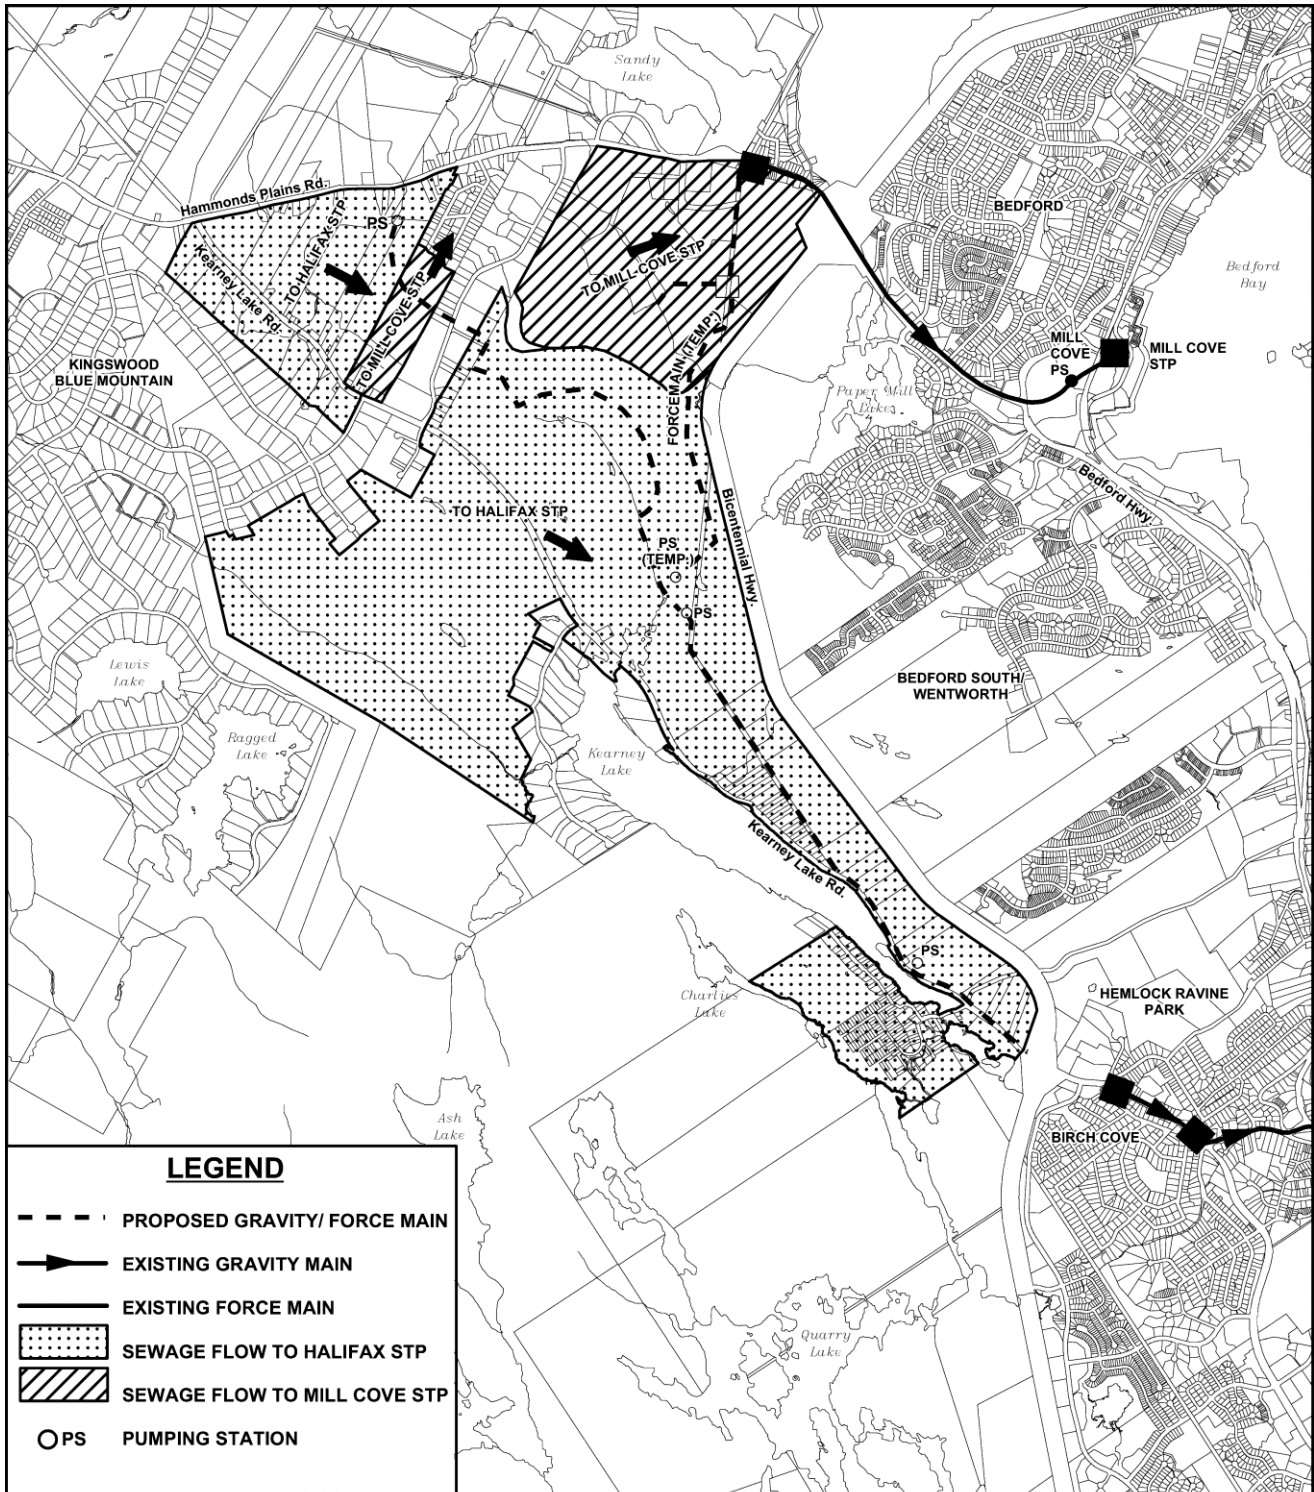 Sandy
Lake
Hammonds Plains Rd.
PS
TO HALIFAX STP
Kearney Lake Rd.
TO MILL COVE STP
TO MILL COVE STP
FORCEMAIN (TEMP.)
BEDFORD
Bedford
Bay
MILL
COVE
PS
MILL COVE
STP
KINGSWOOD
BLUE MOUNTAIN
Paper Mill
Lake
Bedford Hwy.
Bicentennial Hwy
TO HALIFAX STP
PS
(TEMP.)
PS
Lewis
Lake
Ragged
Lake
Kearney
Lake
BEDFORD SOUTH/
WENTWORTH
Kearney Lake Rd.
PS
Charlies
Lake
HEMLOCK RAVINE
PARK
Ash
Lake
BIRCH COVE
Quarry
Lake
LEGEND
PROPOSED GRAVITY/ FORCE MAIN
EXISTING GRAVITY MAIN
EXISTING FORCE MAIN
SEWAGE FLOW TO HALIFAX STP
SEWAGE FLOW TO MILL COVE STP
PS PUMPING STATION